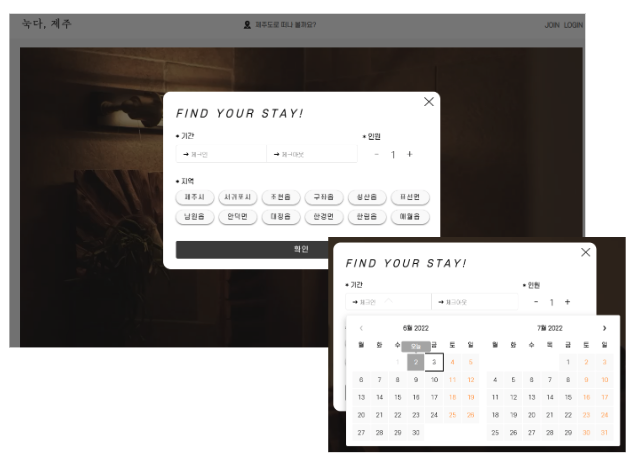 눅다, 제주
제주도로 떠나 볼까요?
JOIN LOGIN
FIND YOUR STAY!
기간
인원
→ 체크인
→ 체크아웃
- 1 +
지역
제주시 서귀포시 조천읍 구좌읍 성산읍 표선면
남원읍 안덕면 대정읍 한경면 한림읍 애월읍
확인
FIND YOUR STAY!
기간
인원
→ 체크인
→ 체크아웃
- 1 +
6월 2022
7월 2022
월 화 수 금 토 일
월 화 수 목 금 토 일
오늘
1 2 3 4 5
1 2 3
6 7 8 9 10 11 12
4 5 6 7 8 9 10
13 14 15 16 17 18 19
11 12 13 14 15 16 17
20 21 22 23 24 25 26
18 19 20 21 22 23 24
27 28 29 30
25 26 27 28 29 30 31